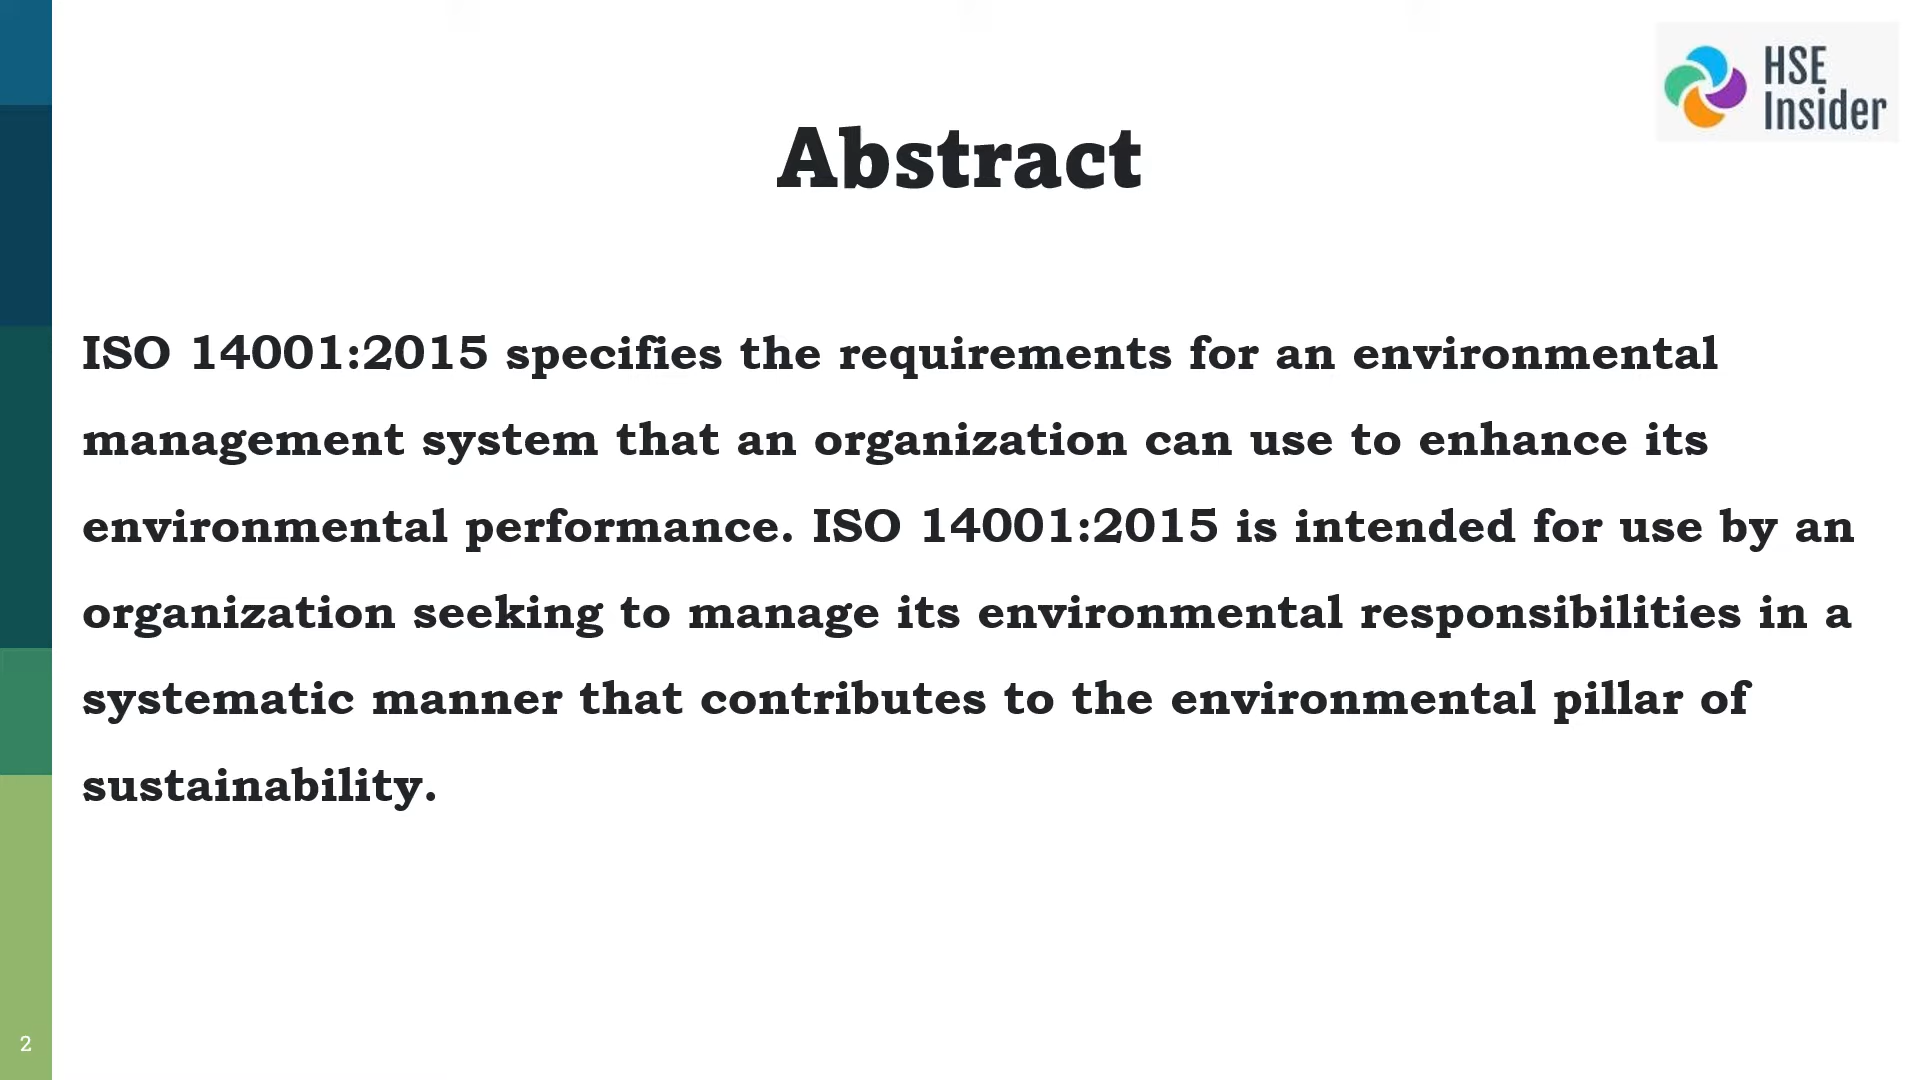 HSE
Insider
Abstract
ISO 14001:2015 specifies the requirements for an environmental
management system that an organization can use to enhance its
environmental performance. ISO 14001:2015 is intended for use by an
organization seeking to manage its environmental responsibilities in a
systematic manner that contributes to the environmental pillar of
sustainability.
2